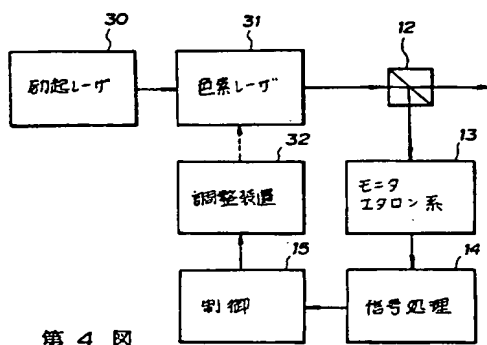 30
31
12
励起レーザ
色素レーザ
32
13
調整装置
モニタ
エタロン系
15
14
制御
信号処理
第4図